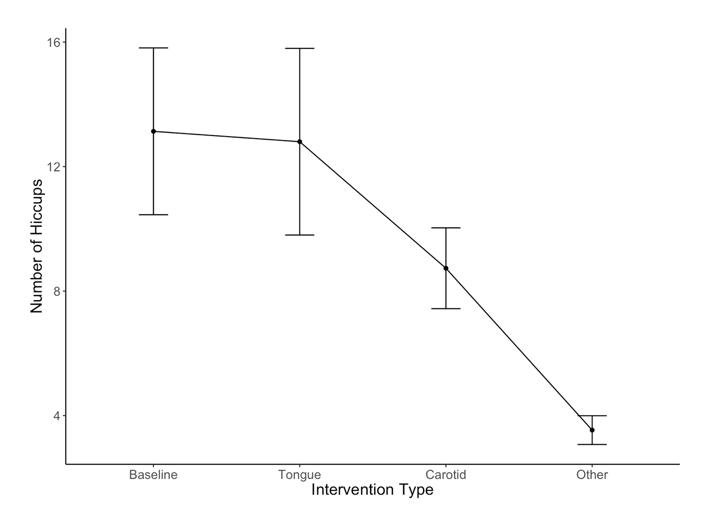 16
12
8
4
Number of Hiccups
Baseline Tongue Carotid Other
Intervention Type